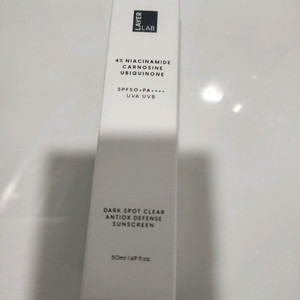 LAYER
LAB
4% NIACINAMIDE
CARNOSINE
UBIQUINONE
SPF50+PA++++
UVA UVB
DARK SPOT CLEAR
ANTIOX DEFENSE
SUNSCREEN
50ml 1.69 fl.oz.